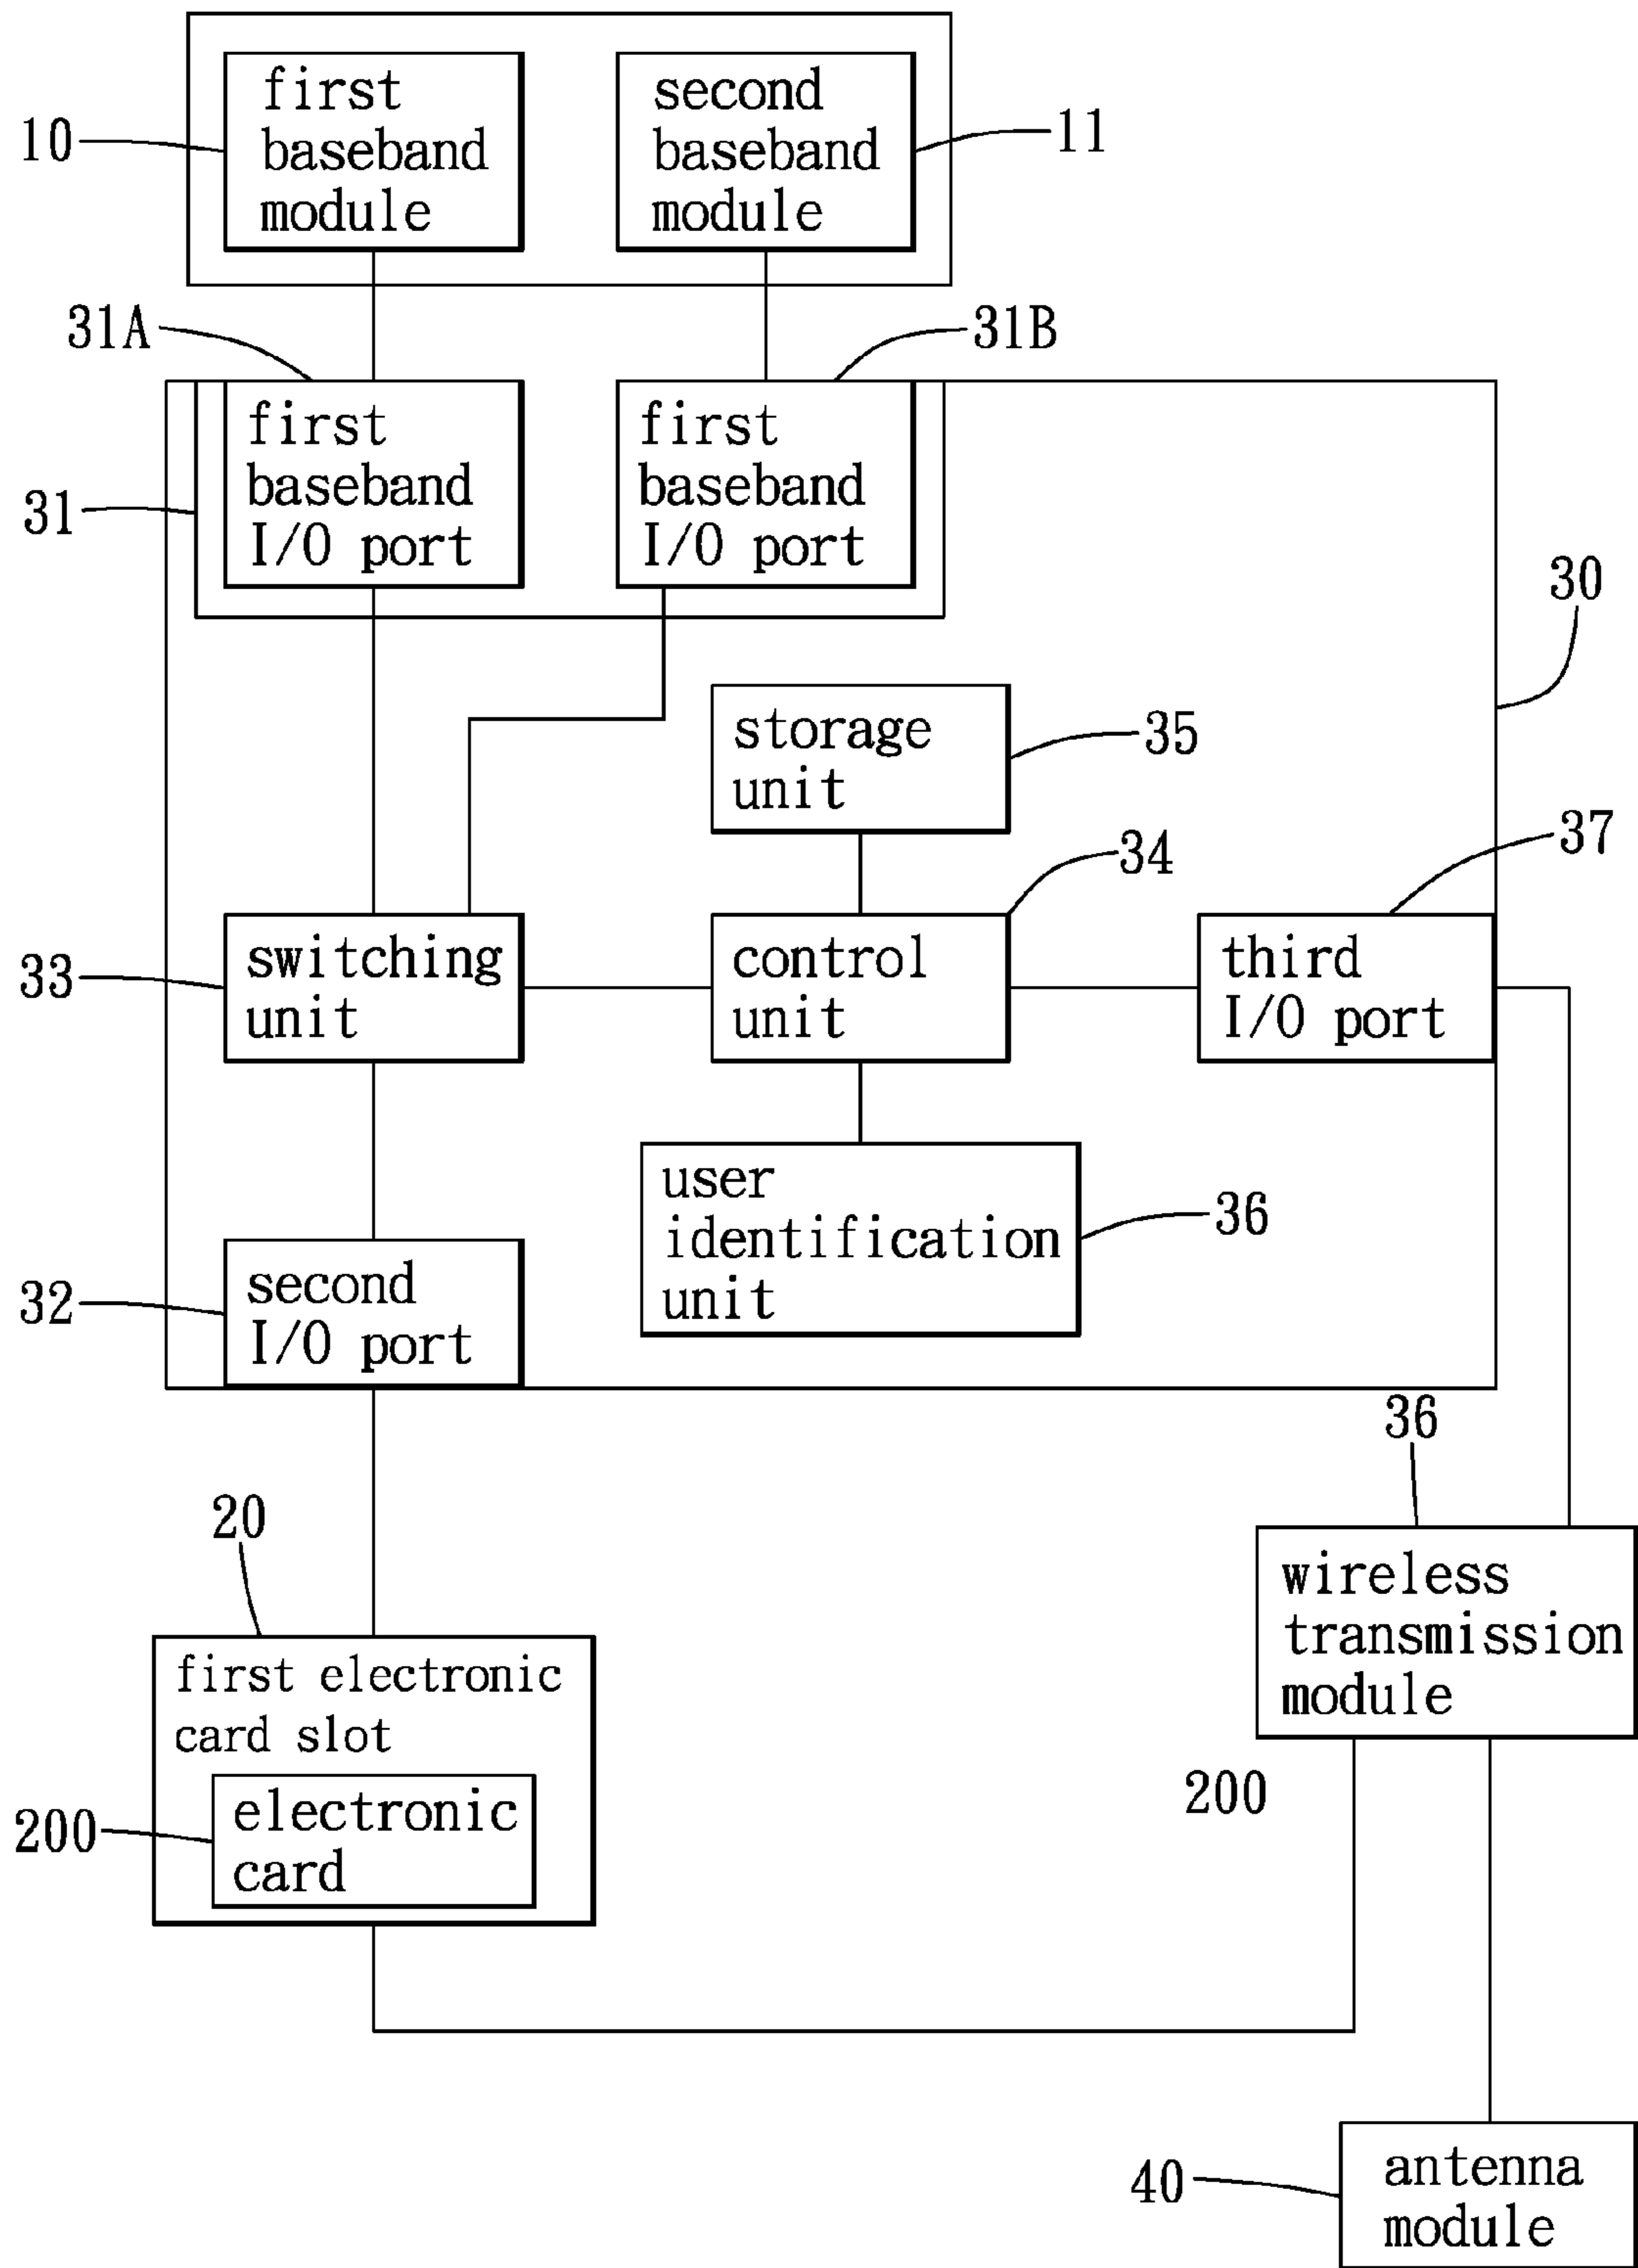 first
baseband
module
second
baseband
module
10
11
31A
31B
first
baseband
I/O port
first
baseband
I/O port
31
30
storage
unit
35
34
37
switching
unit
control
unit
third
I/O port
33
user
identification
unit
36
second
I/O port
32
36
20
wireless
transmission
module
first electronic
card slot
200
electronic
card
200
antenna
module
40